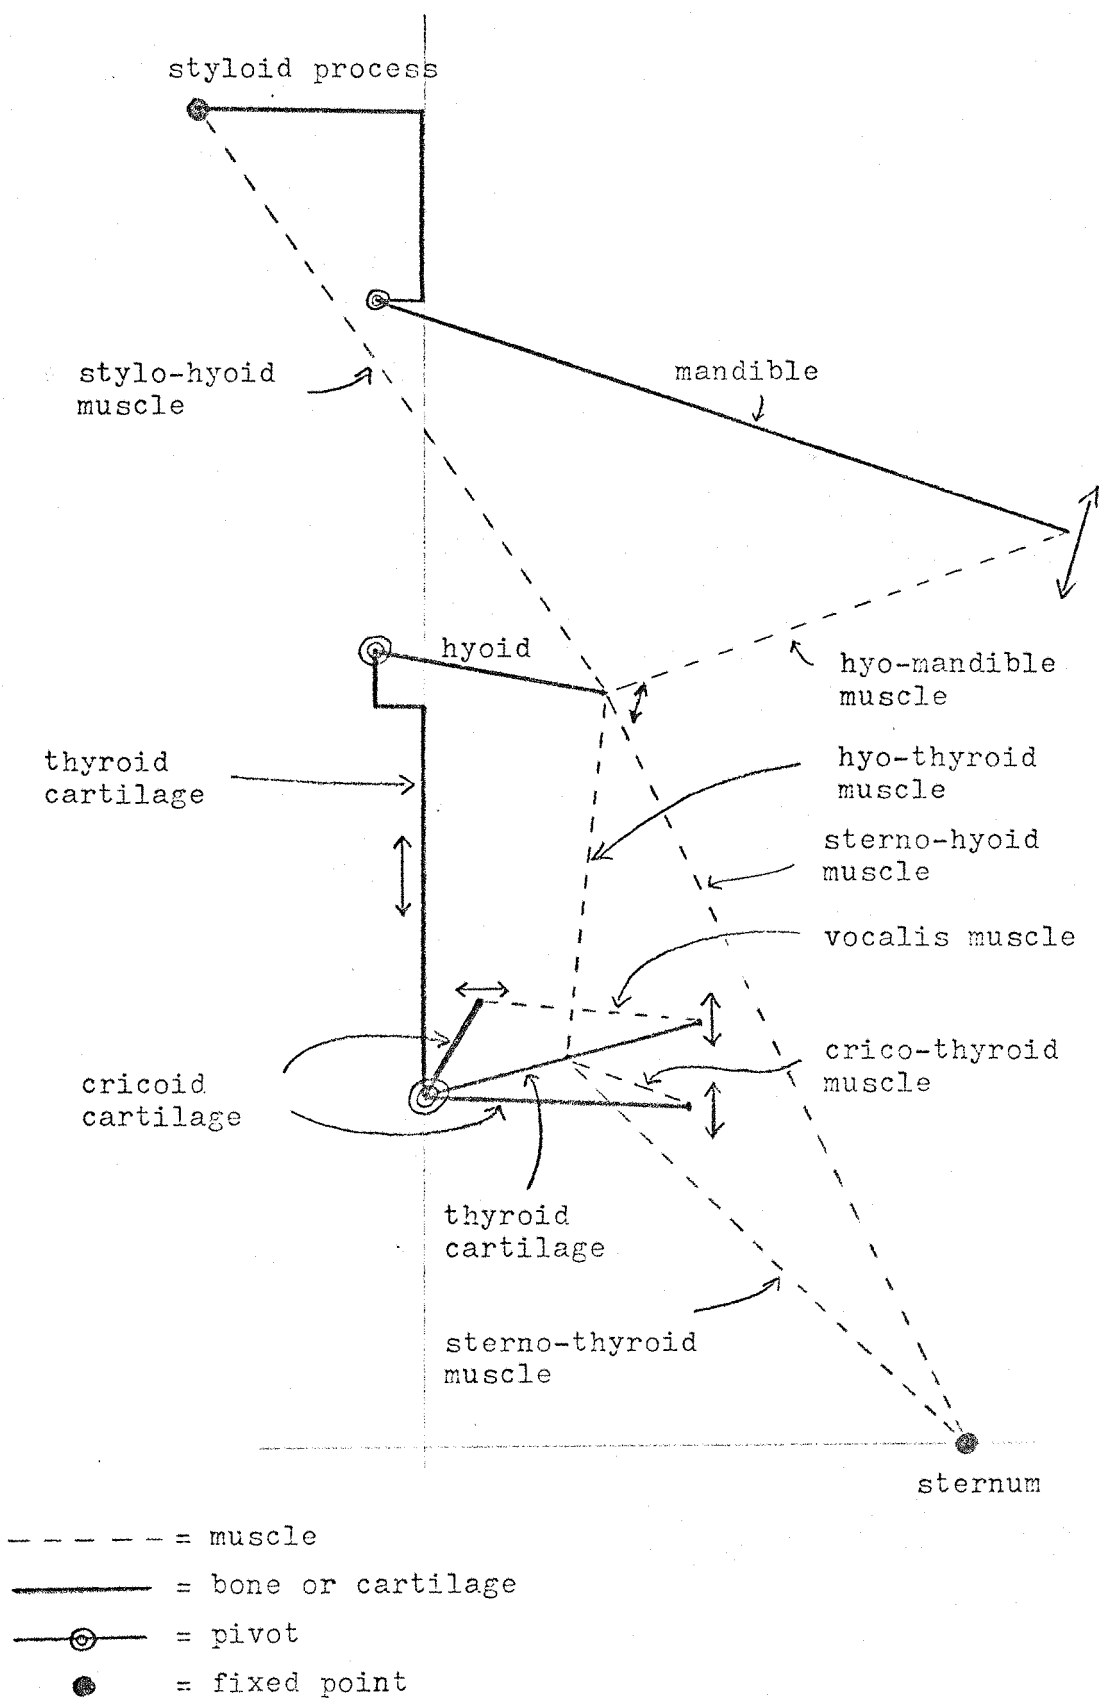 styloid process
stylo-hyoid
muscle
mandible
hyoid
hyo-mandible
muscle
thyroid
cartilage
hyo-thyroid
muscle
sterno-hyoid
muscle
vocalis muscle
crico-thyroid
muscle
cricoid
cartilage
thyroid
cartilage
sterno-thyroid
muscle
sternum
= muscle
= bone or cartilage
= pivot
= fixed point